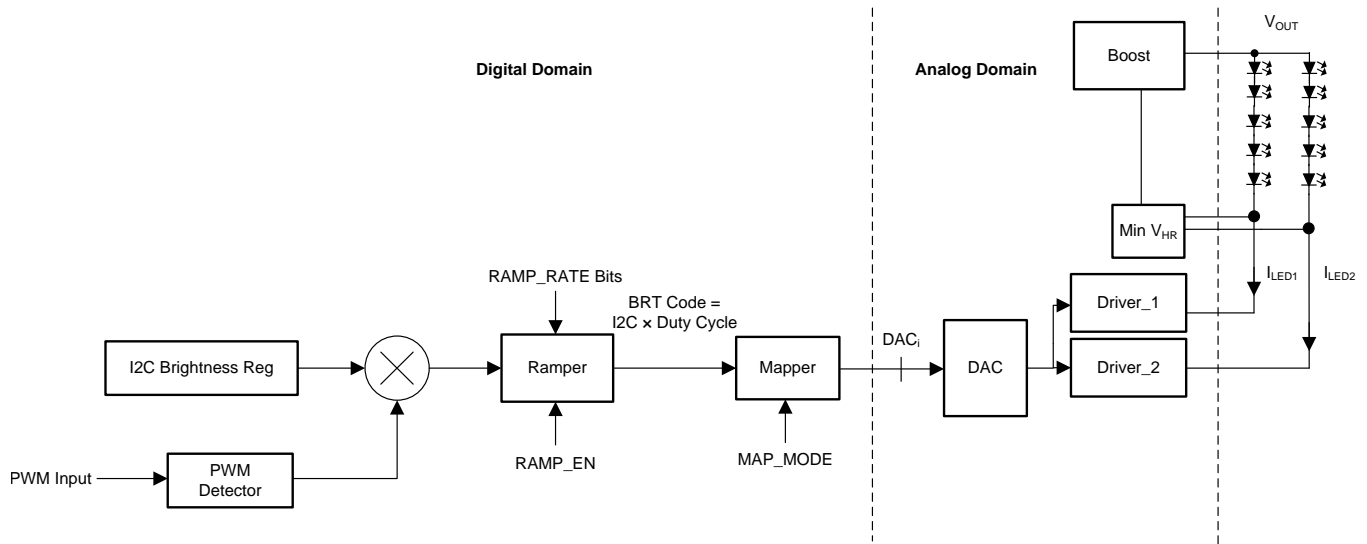 V_OUT
Boost
Digital Domain
Analog Domain
Min V_HR
RAMP_RATE Bits
I_LED1
I_LED2
BRT Code =
I2C × Duty Cycle
Driver_1
DAC_i
I2C Brightness Reg
Ramper
Mapper
DAC
Driver_2
RAMP_EN
MAP_MODE
PWM Input
PWM
Detector